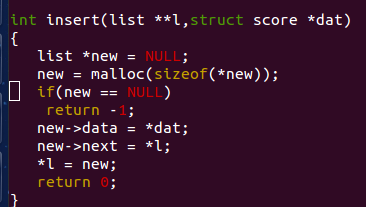 int insert(list **l,struct score *dat)
{
   list *new = NULL;
   new = malloc(sizeof(*new));
   if(new == NULL)
    return -1;
   new->data = *dat;
   new->next = *l;
   *l = new;
   return 0;
}